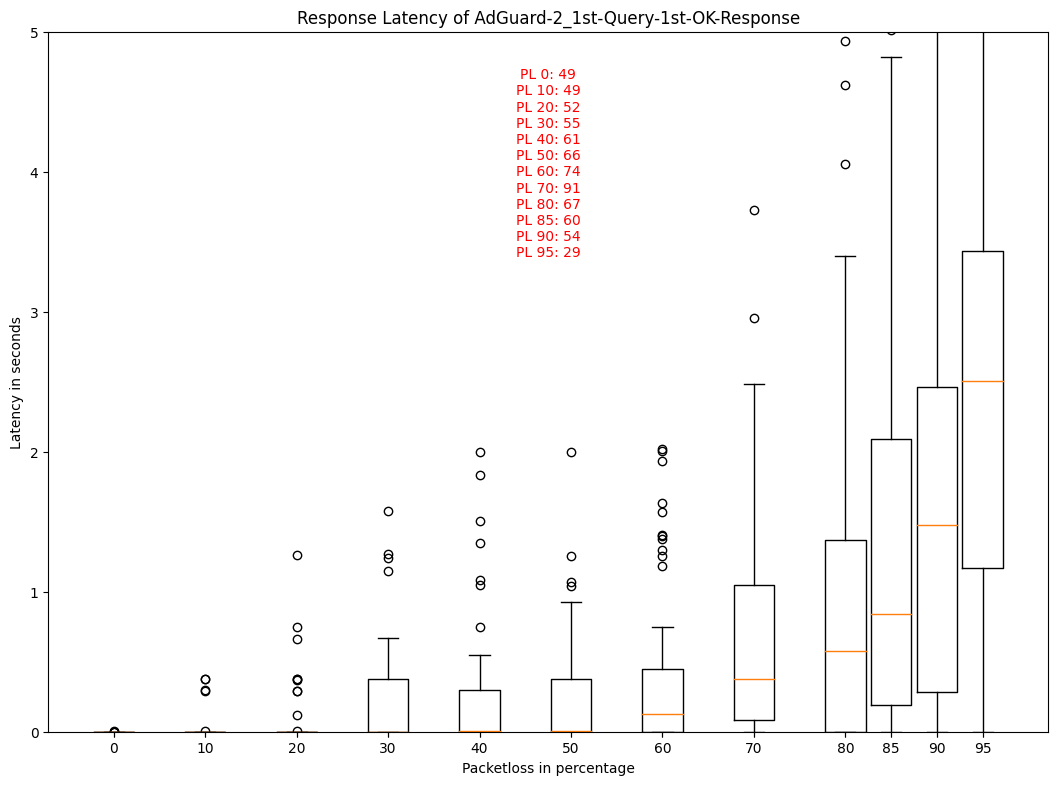 Response Latency of AdGuard-2_1st-Query-1st-OK-Response
5
4
3
2
1
0
Latency in seconds
PL 0: 49
PL 10: 49
PL 20: 52
PL 30: 55
PL 40: 61
PL 50: 66
PL 60: 74
PL 70: 91
PL 80: 67
PL 85: 60
PL 90: 54
PL 95: 29
0 10 20 30 40 50 60 70 80 85 90 95
Packetloss in percentage